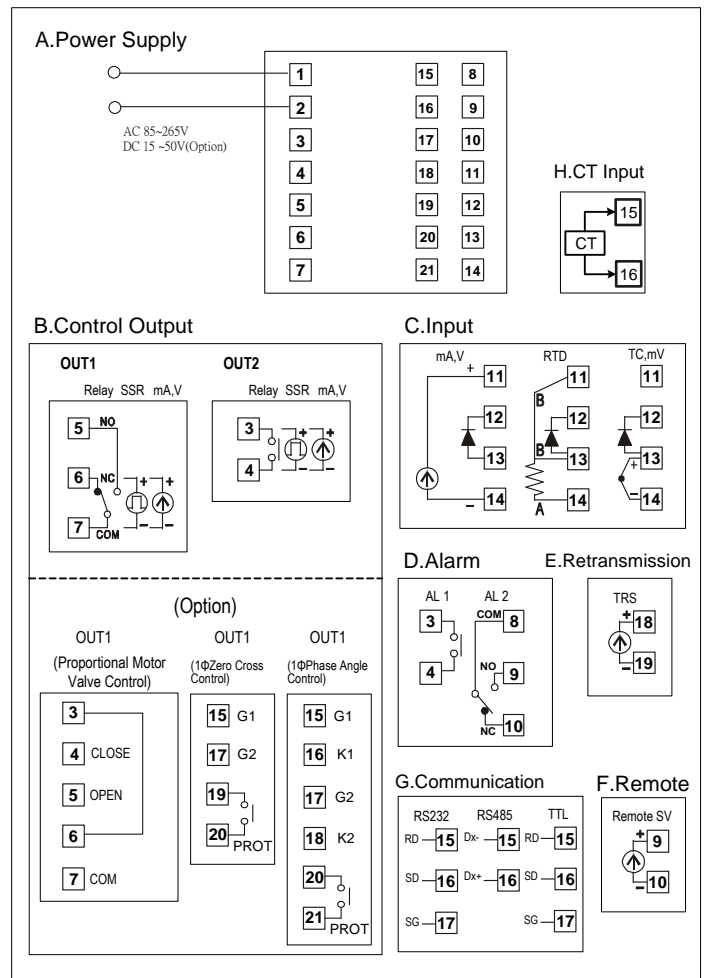 A.Power Supply
1 15 8
2 16 9
AC 85~265V
DC 15 ~50V(Option)
3 17 10
4 18 11
5 19 12
6 20 13
7 21 14
H.CT Input
15
CT
16
B.Control Output
OUT1
Relay SSR mA,V
5 NO
6 NC + +
7 COM - -
OUT2
Relay SSR mA,V
3 + +
4 - -
C.Input
mA,V RTD TC,mV
+ 11 11 11
B
12 12 12
B + 
13 13 13
- 14 A 14 - 14
(Option)
OUT1
(Proportional Motor
Valve Control)
3
4 CLOSE
5 OPEN
6
7 COM
OUT1
(1ΦZero Cross
Control)
15 G1
17 G2
19
20 PROT
OUT1
(1ΦPhase Angle
Control)
15 G1
16 K1
17 G2
18 K2
20
21 PROT
D.Alarm
AL 1
3
4
AL 2
COM 8
NO 9
NC 10
E.Retransmission
TRS
+ 18
- 19
G.Communication
RS232 RS485 TTL
RD 15 Dx- 15 RD 15
SD 16 Dx+ 16 SD 16
SG 17 SG 17
F.Remote
Remote SV
+ 9
- 10